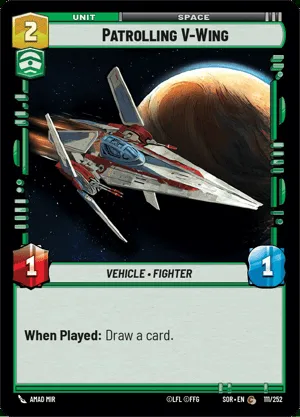 UNIT SPACE
2 PATROLLING V-WING
1 VEHICLE • FIGHTER 1
When Played: Draw a card.
AMAD MIR ©LFL ©FFG SOR • EN C 111/252